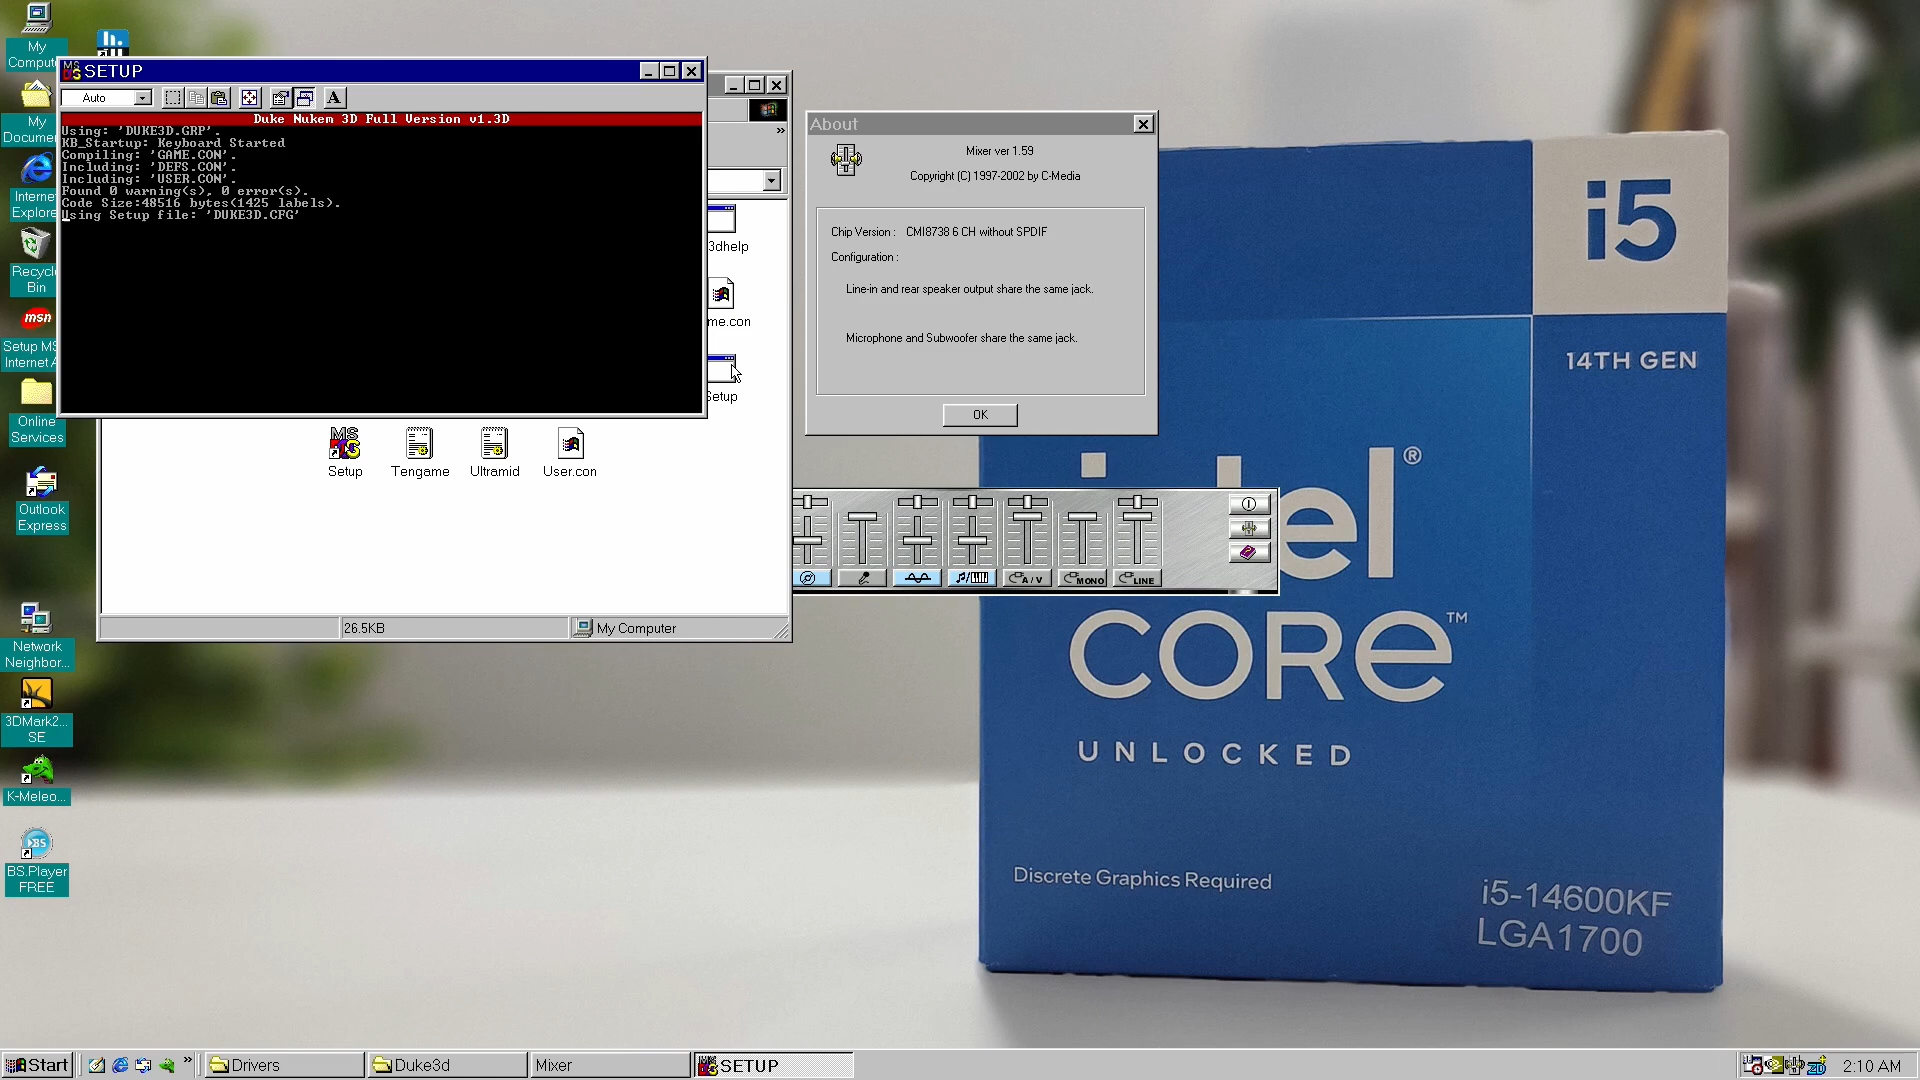 My
Comput
My
Documen
Interne
Explore
Recycle
Bin
msn
Setup MS
Internet A
Online
Services
Outlook
Express
Network
Neighbor...
3DMark2...
SE
K-Meleo...
BS
BS.Player
FREE
h.
SETUP
Auto
A
Duke Nukem 3D Full Version v1.3D
Using: 'DUKE3D.GRP'.
KB_Startup: Keyboard Started
Compiling: 'GAME.CON'.
Including: 'DEFS.CON'.
Including: 'USER.CON'.
Found 0 warning(s), 0 error(s).
Code Size:48516 bytes(1425 labels).
Using Setup file: 'DUKE3D.CFG'
»
3dhelp
me.con
Setup
Setup
Tengame
Ultramid
User.con
26.5KB
My Computer
About
Mixer ver 1.59
Copyright (C) 1997-2002 by C-Media
Chip Version : CMI8738 6 CH without SPDIF
Configuration :
Line-in and rear speaker output share the same jack.
Microphone and Subwoofer share the same jack.
OK
A/V
MONO
LINE
i5
14TH GEN
intel®
CORE™
UNLOCKED
Discrete Graphics Required
i5-14600KF
LGA1700
Start
»
Drivers
Duke3d
Mixer
SETUP
2:10 AM